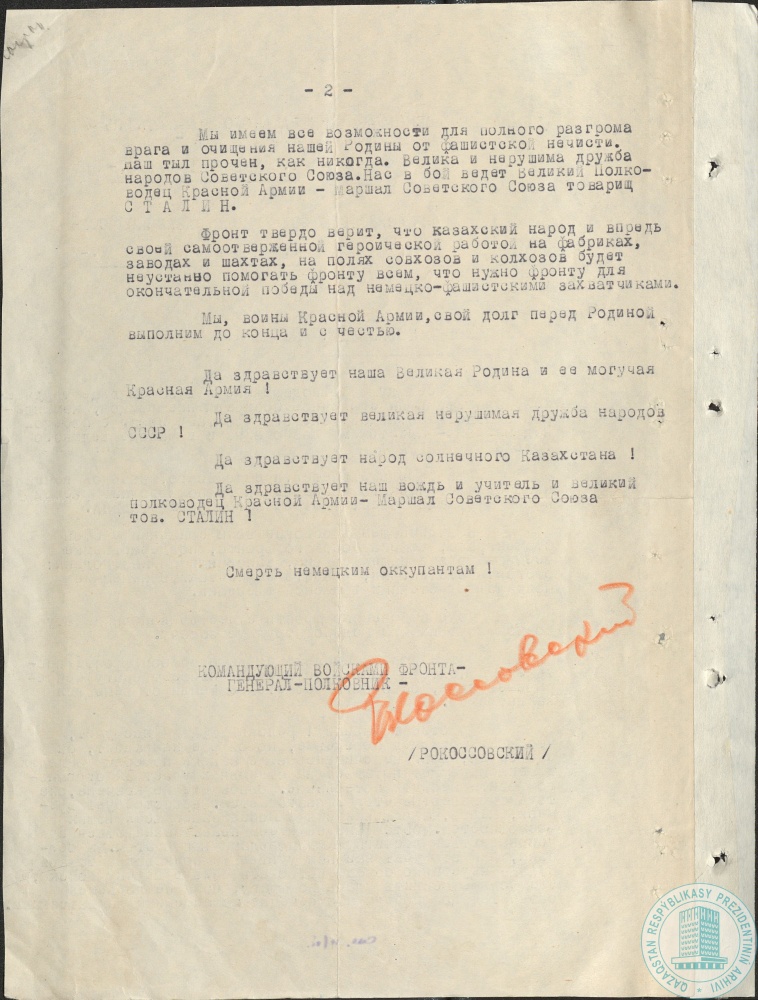 - 2 -
Мы имеем все возможности для полного разгрома
врага и очищения нашей Родины от фашистской нечисти.
Наш тыл прочен, как никогда. Велика и нерушима дружба
народов Советского Союза.Нас в бой ведет Великий Полко-
водец Красной Армии - Маршал Советского Союза товарищ
С Т А Л И Н.
Фронт твердо верит, что казахский народ и впредь
своей самоотверженной героической работой на фабриках,
заводах и шахтах, на полях совхозов и колхозов будет
неустанно помогать фронту всем, что нужно фронту для
окончательной победы над немецко-фашистскими захватчиками.
Мы, воины Красной Армии,свой долг перед Родиной
выполним до конца и с честью.
Да здравствует наша Великая Родина и ее могучая
Красная Армия !
Да здравствует великая нерушимая дружба народов
СССР !
Да здравствует народ солнечного Казахстана !
Да здравствует наш вождь и учитель и великий
полководец Красной Армии- Маршал Советского Союза
тов. СТАЛИН !
Смерть немецким оккупантам !
КОМАНДУЮЩИЙ ВОЙСКАМИ ФРОНТА-
ГЕНЕРАЛ-ПОЛКОВНИК -
Рокоссовский
/РОКОССОВСКИЙ /
QAZAQSTAN RESPÝBLIKASY PREZIDENTINIŃ ARHIVI